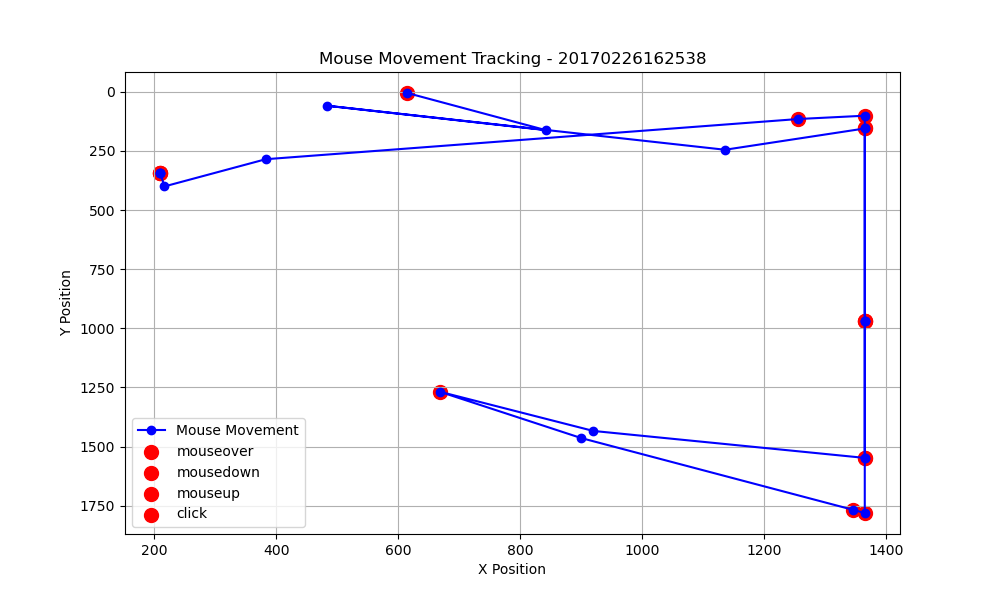 Mouse Movement Tracking - 20170226162538
0
250
500
750
1000
1250
1500
1750
Y Position
Mouse Movement
mouseover
mousedown
mouseup
click
200 400 600 800 1000 1200 1400
X Position